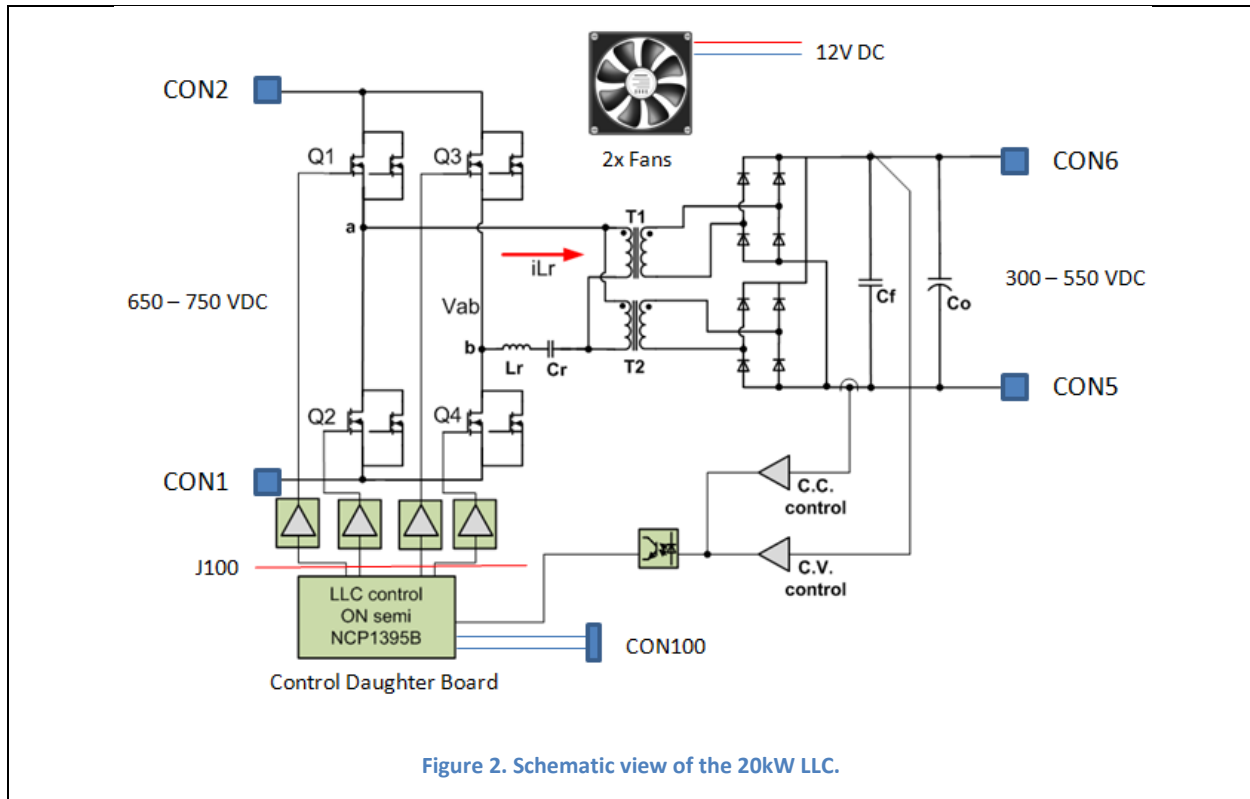 12V DC
CON2
2x Fans
Q1
Q3
CON6
T1
a
iLr
650 – 750 VDC
300 – 550 VDC
Vab
Cf
Co
b
Lr
Cr
T2
Q2
Q4
CON5
CON1
C.C.
control
J100
C.V.
control
LLC control
ON semi
NCP1395B
CON100
Control Daughter Board
Figure 2. Schematic view of the 20kW LLC.